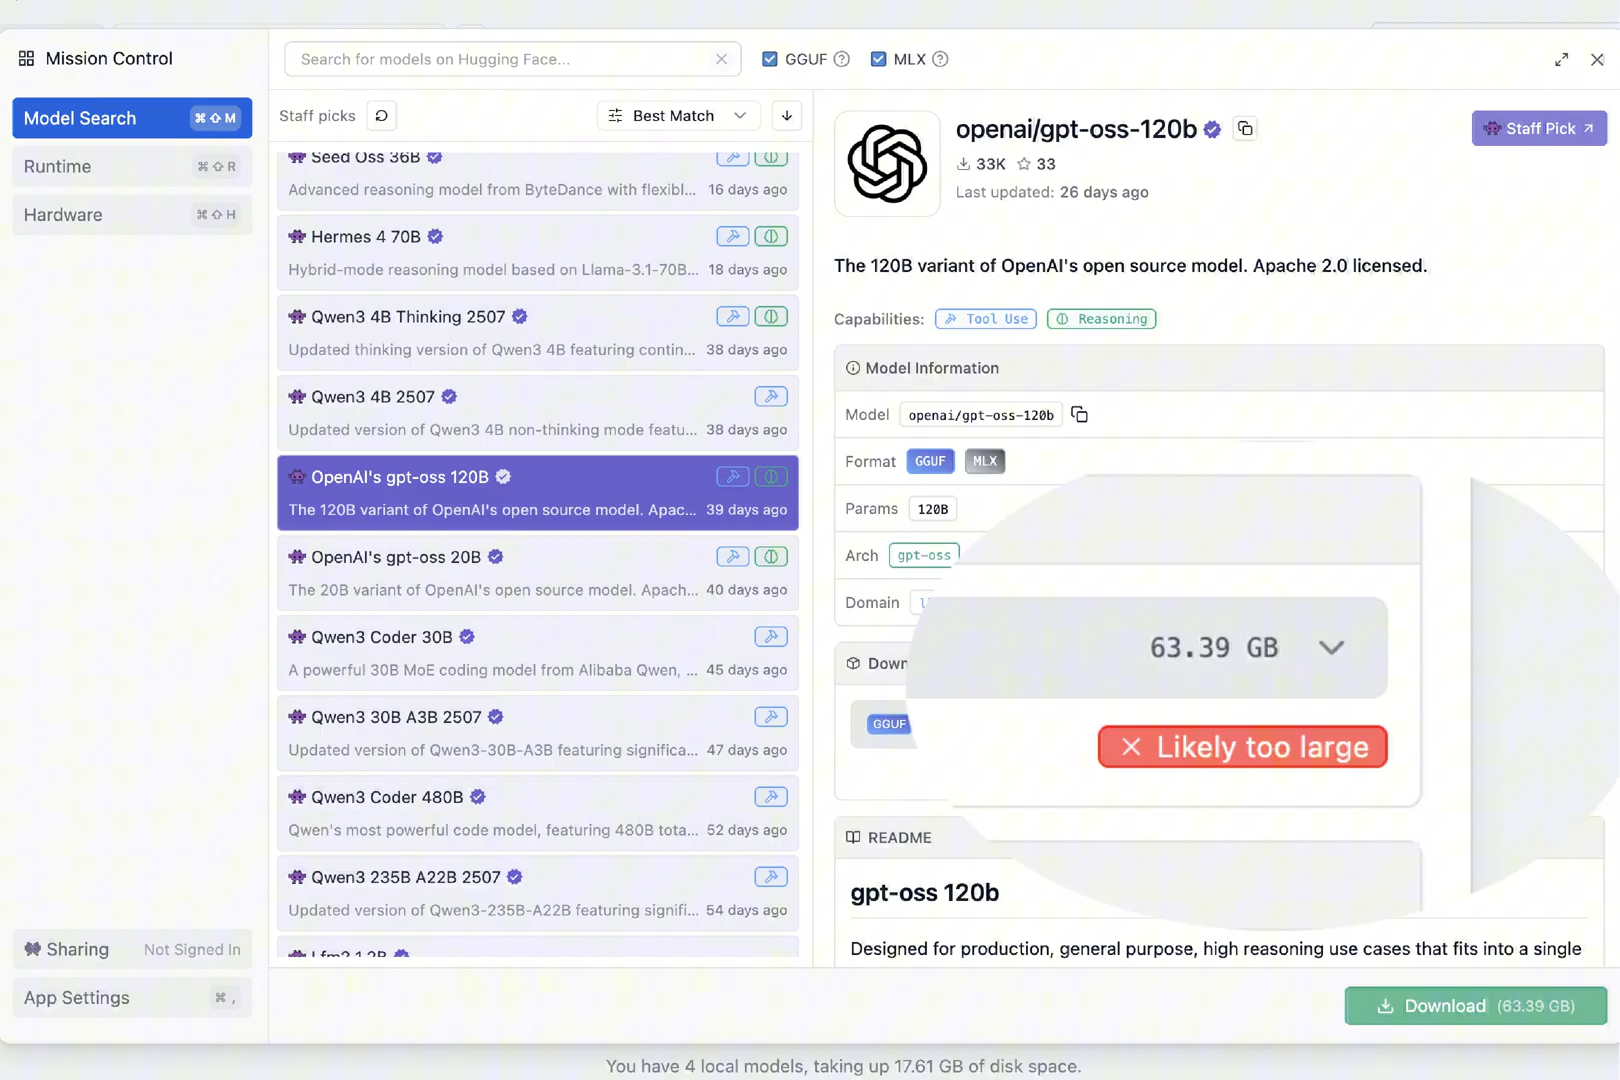 Mission Control
Model Search ⌘ ⇧ M
Runtime ⌘ ⇧ R
Hardware ⌘ ⇧ H
Sharing Not Signed In
App Settings ⌘ ,
Search for models on Hugging Face...
GGUF
MLX
Staff picks
Best Match
Seed Oss 36B
Advanced reasoning model from ByteDance with flexibl... 16 days ago
Hermes 4 70B
Hybrid-mode reasoning model based on Llama-3.1-70B... 18 days ago
Qwen3 4B Thinking 2507
Updated thinking version of Qwen3 4B featuring contin... 38 days ago
Qwen3 4B 2507
Updated version of Qwen3 4B non-thinking mode featu... 38 days ago
OpenAI's gpt-oss 120B
The 120B variant of OpenAI's open source model. Apac... 39 days ago
OpenAI's gpt-oss 20B
The 20B variant of OpenAI's open source model. Apach... 40 days ago
Qwen3 Coder 30B
A powerful 30B MoE coding model from Alibaba Qwen, ... 45 days ago
Qwen3 30B A3B 2507
Updated version of Qwen3-30B-A3B featuring significa... 47 days ago
Qwen3 Coder 480B
Qwen's most powerful code model, featuring 480B tota... 52 days ago
Qwen3 235B A22B 2507
Updated version of Qwen3-235B-A22B featuring signifi... 54 days ago
openai/gpt-oss-120b
Staff Pick
33K 33
Last updated: 26 days ago
The 120B variant of OpenAI's open source model. Apache 2.0 licensed.
Capabilities: Tool Use Reasoning
Model Information
Model openai/gpt-oss-120b
Format GGUF MLX
Params 120B
Arch gpt-oss
Domain
Down
GGUF
63.39 GB
Likely too large
README
gpt-oss 120b
Designed for production, general purpose, high reasoning use cases that fits into a single
Download (63.39 GB)
You have 4 local models, taking up 17.61 GB of disk space.